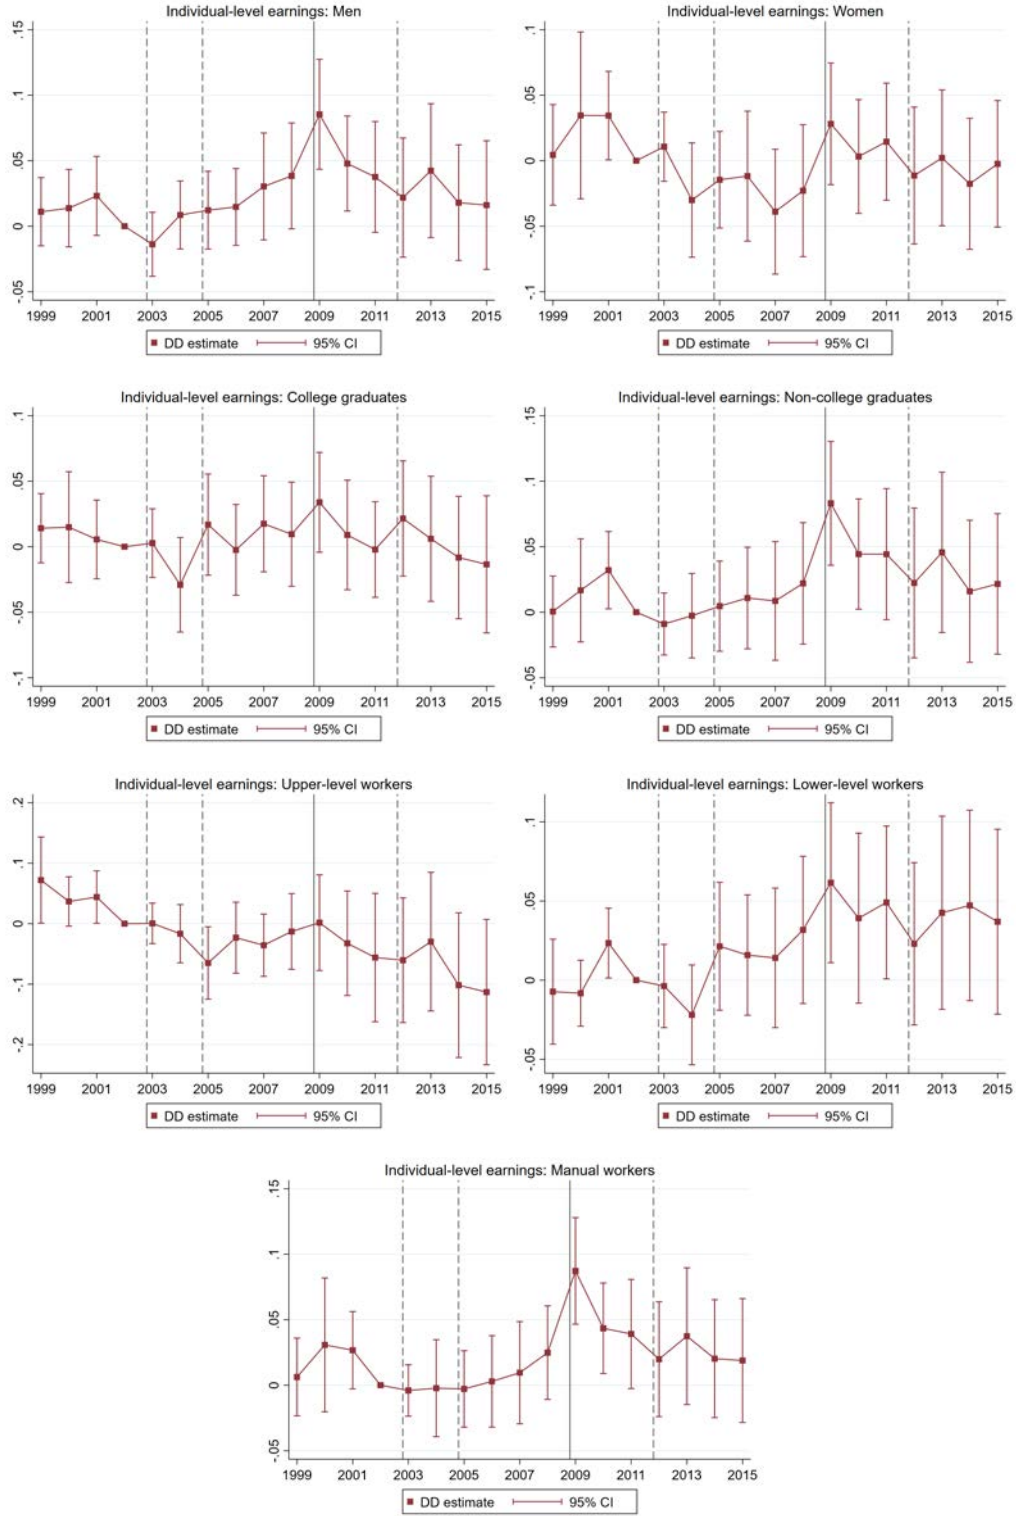 Individual-level earnings: Men
.15
.1
.05
0
-.05
1999 2001 2003 2005 2007 2009 2011 2013 2015
DD estimate 95% CI
Individual-level earnings: Women
.1
.05
0
-.05
-.1
1999 2001 2003 2005 2007 2009 2011 2013 2015
DD estimate 95% CI
Individual-level earnings: College graduates
.1
.05
0
-.05
-.1
1999 2001 2003 2005 2007 2009 2011 2013 2015
DD estimate 95% CI
Individual-level earnings: Non-college graduates
.15
.1
.05
0
-.05
1999 2001 2003 2005 2007 2009 2011 2013 2015
DD estimate 95% CI
Individual-level earnings: Upper-level workers
.2
.1
0
-.1
-.2
1999 2001 2003 2005 2007 2009 2011 2013 2015
DD estimate 95% CI
Individual-level earnings: Lower-level workers
.1
.05
0
-.05
1999 2001 2003 2005 2007 2009 2011 2013 2015
DD estimate 95% CI
Individual-level earnings: Manual workers
.15
.1
.05
0
-.05
1999 2001 2003 2005 2007 2009 2011 2013 2015
DD estimate 95% CI